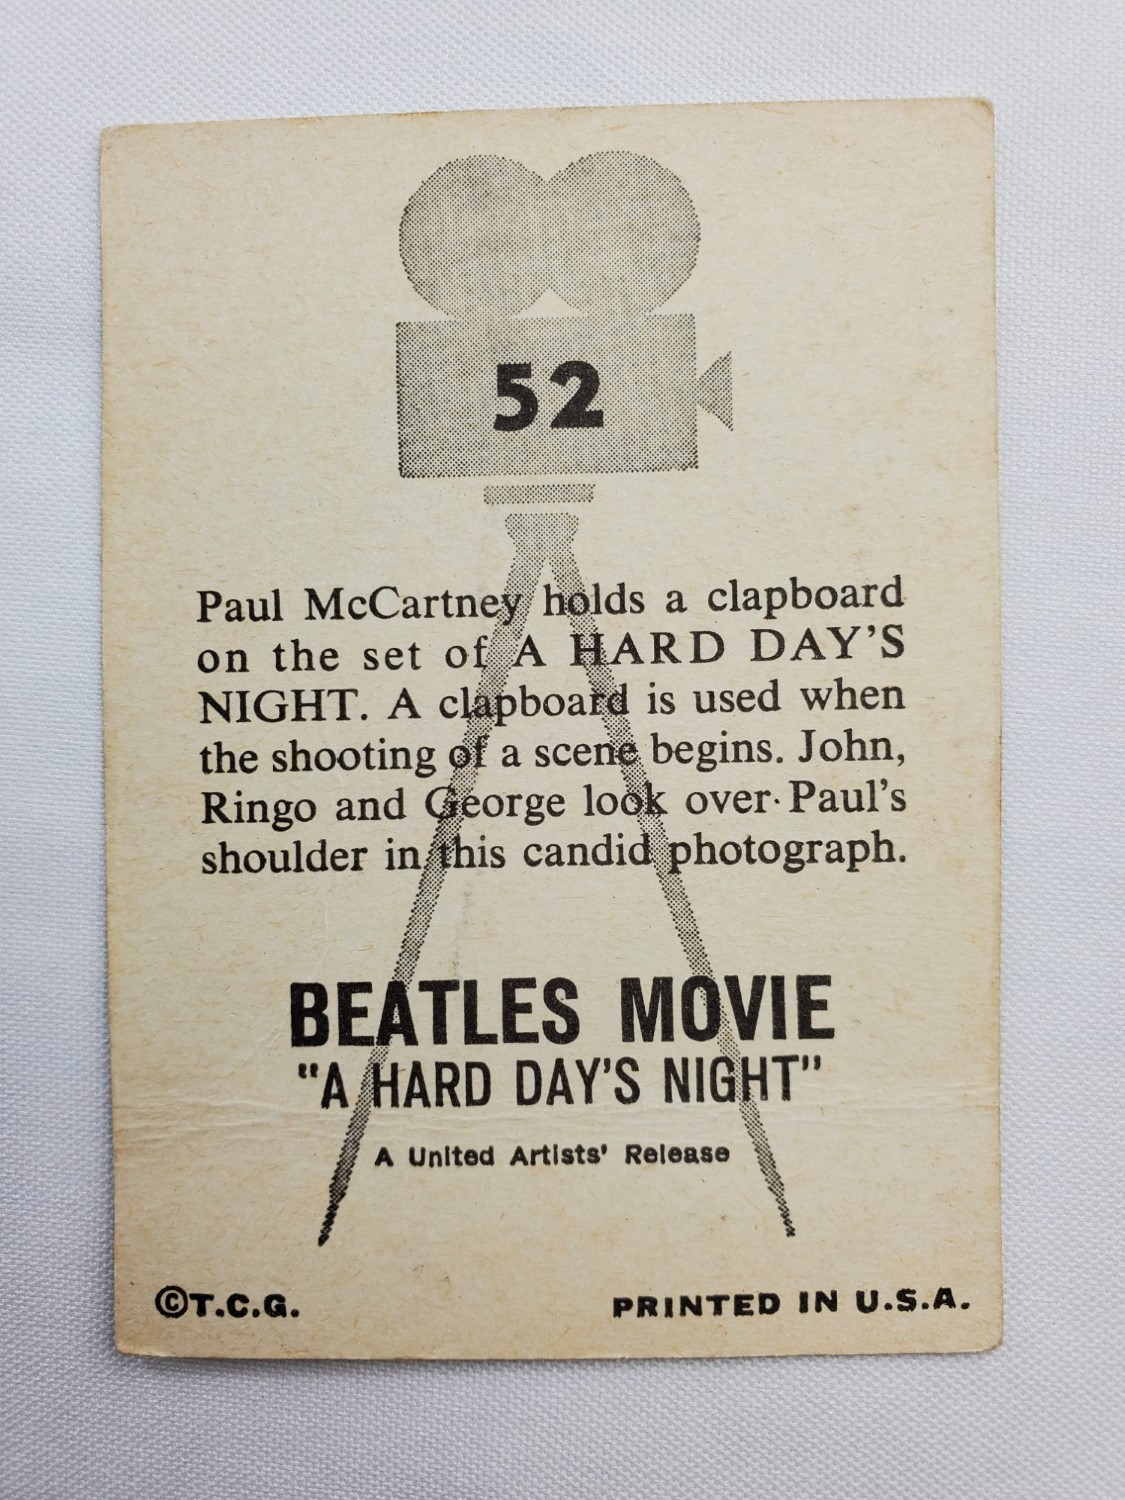 52
Paul McCartney holds a clapboard
on the set of A HARD DAY'S
NIGHT. A clapboard is used when
the shooting of a scene begins. John,
Ringo and George look over Paul's
shoulder in this candid photograph.
BEATLES MOVIE
"A HARD DAY'S NIGHT"
A United Artists' Release
©T.C.G.
PRINTED IN U.S.A.